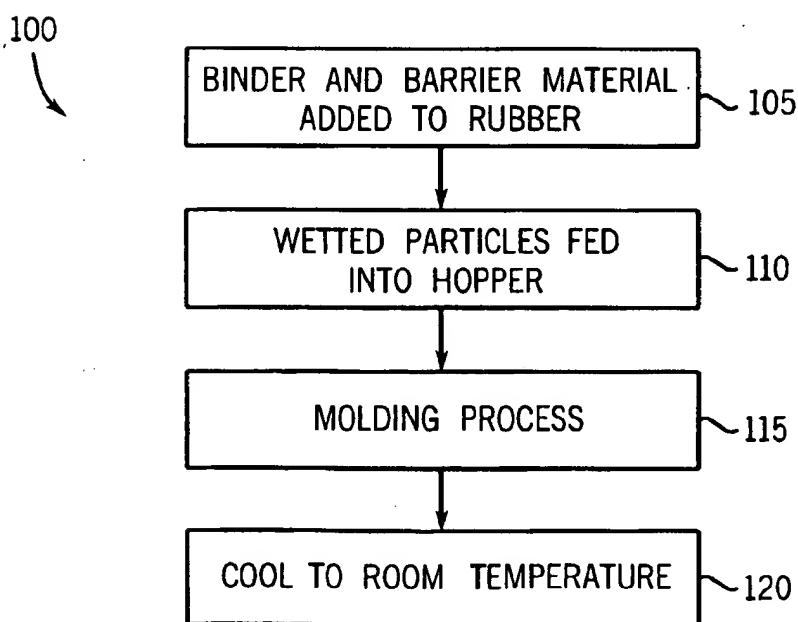 100
BINDER AND BARRIER MATERIAL
ADDED TO RUBBER
105
WETTED PARTICLES FED
INTO HOPPER
110
MOLDING PROCESS
115
COOL TO ROOM TEMPERATURE
120